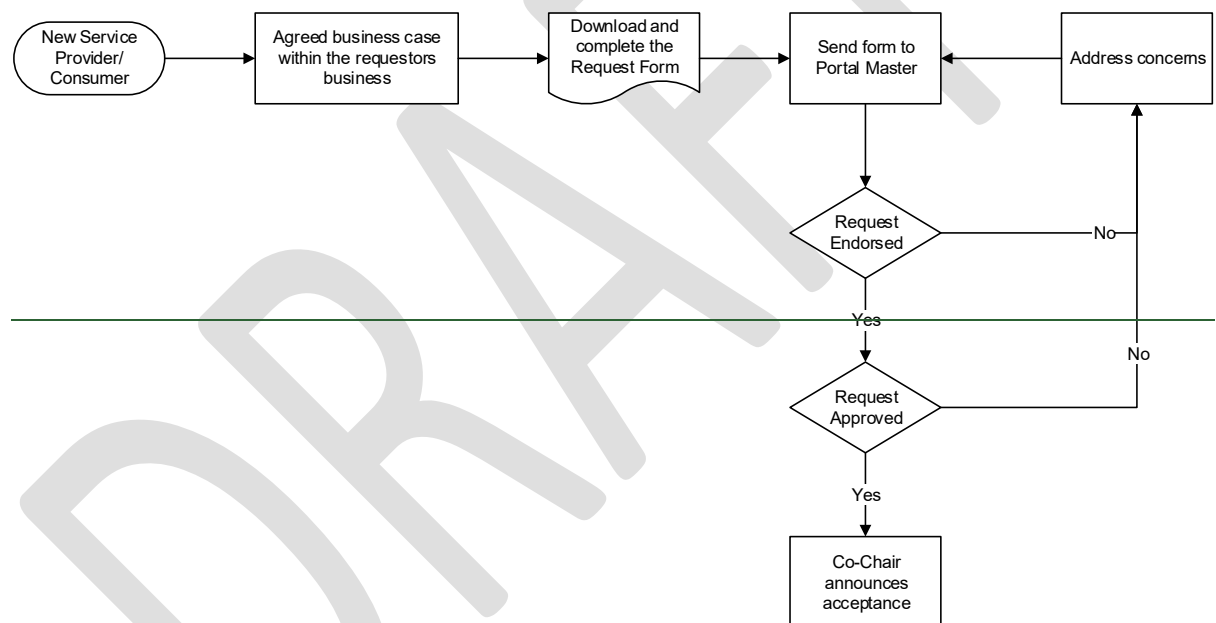 New Service
Provider/
Consumer
Agreed business case
within the requestors
business
Download and
complete the
Request Form
Send form to
Portal Master
Address concerns
Request
Endorsed
No
Yes
No
Request
Approved
Yes
Co-Chair
announces
acceptance
DRAFT